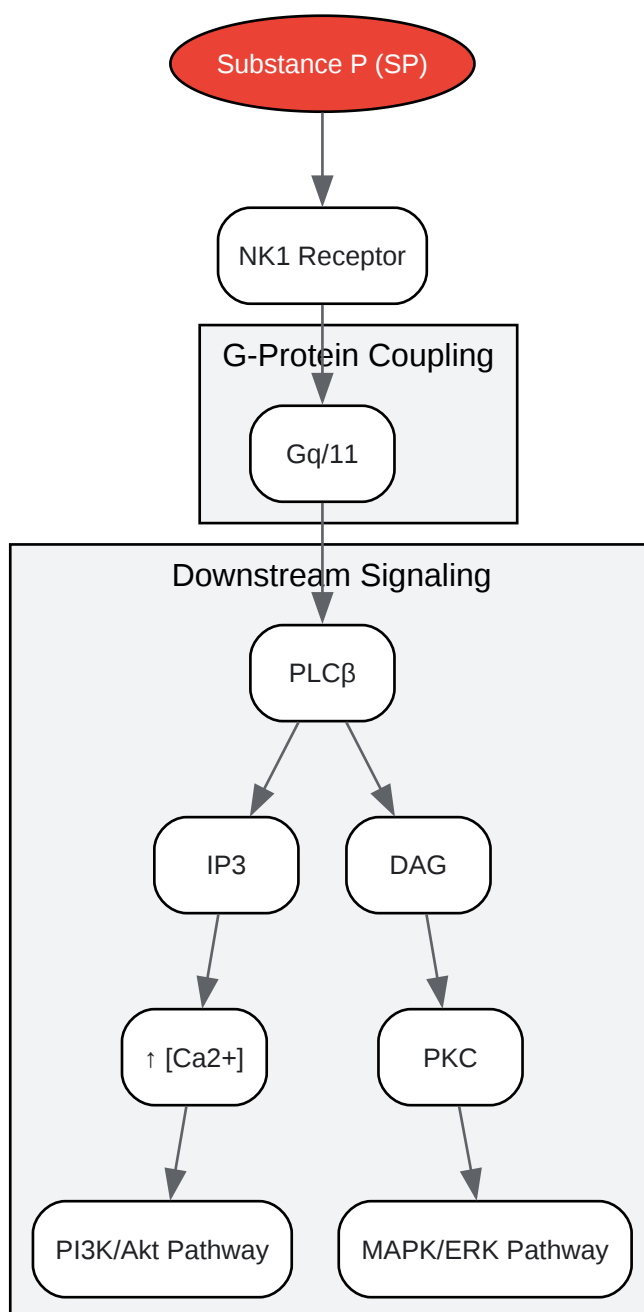 Substance P (SP)
NK1 Receptor
G-Protein Coupling
Gq/11
Downstream Signaling
PLCβ
IP3
DAG
↑ [Ca2+]
PKC
PI3K/Akt Pathway
MAPK/ERK Pathway